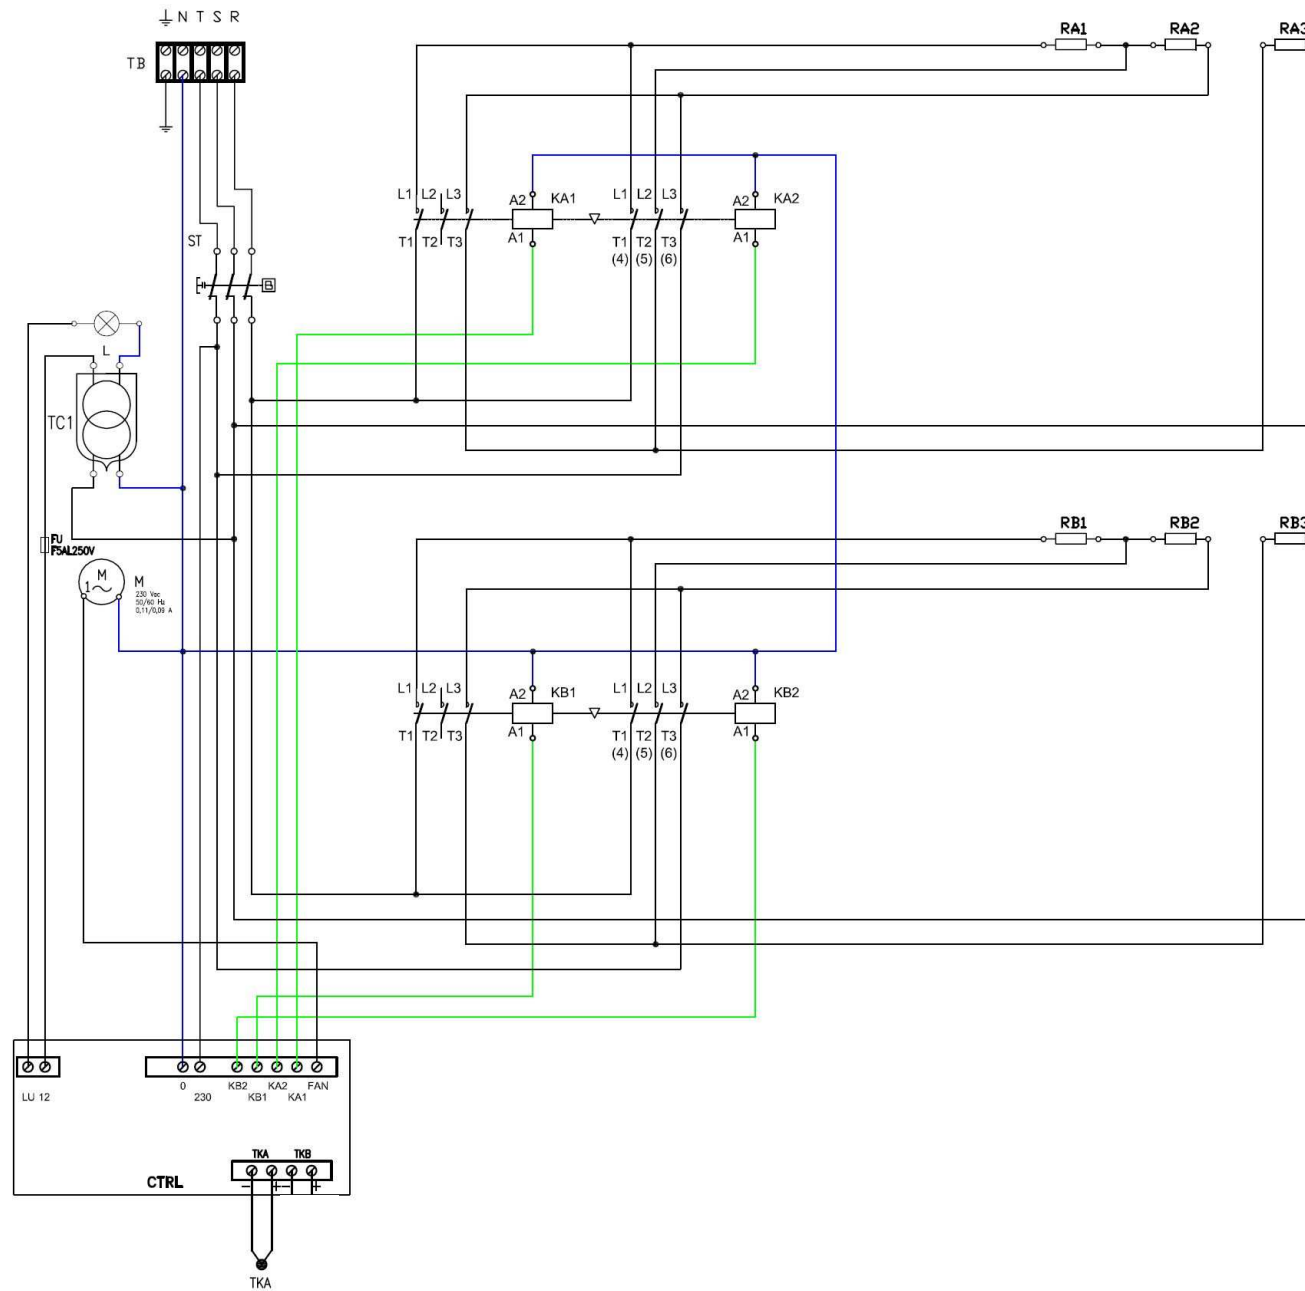 N T S R
TB
RA1 RA2 RA3
L1 L2 L3 A2 KA1 L1 L2 L3 A2 KA2
T1 T2 T3 A1 T1 T2 T3 A1
(4) (5) (6)
ST
B
L
TC1
RB1 RB2 RB3
FU
F5AL250V
M
1~
M
230 Vac
50/60 Hz
0,11/0,09 A
L1 L2 L3 A2 KB1 L1 L2 L3 A2 KB2
T1 T2 T3 A1 T1 T2 T3 A1
(4) (5) (6)
LU 12
0 230 KB2 KB1 KA2 KA1 FAN
TKA TKB
- + - +
CTRL
TKA